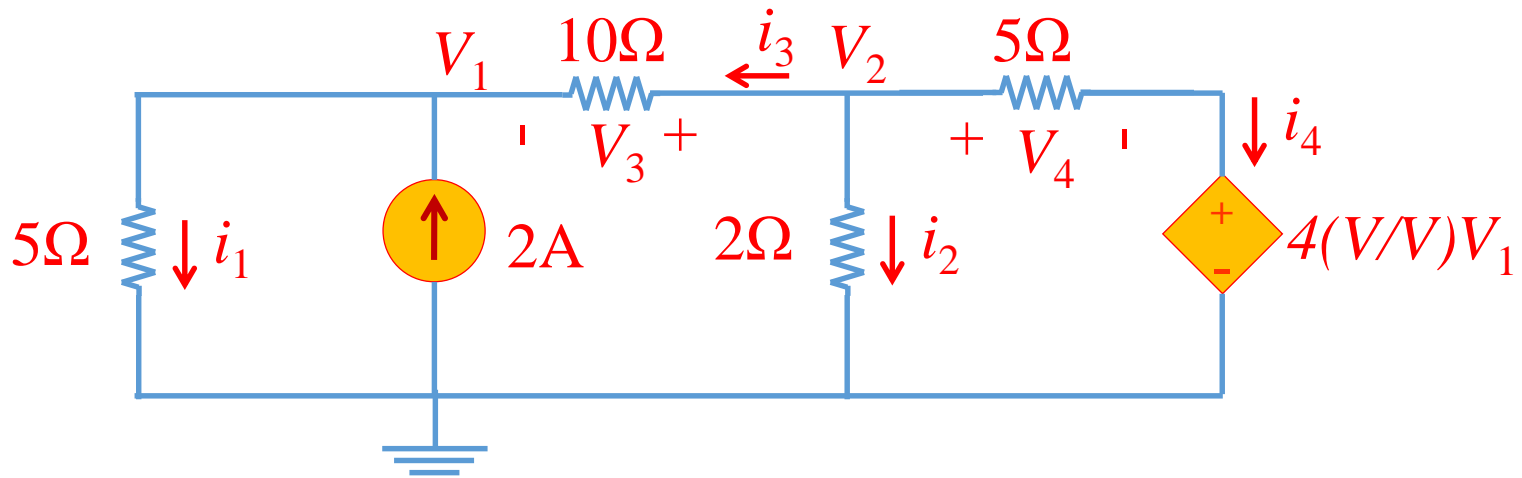 V1 10Ω i3 V2 5Ω
- V3 + + V4 - i4
5Ω i1 2A 2Ω i2 + - 4(V/V)V1